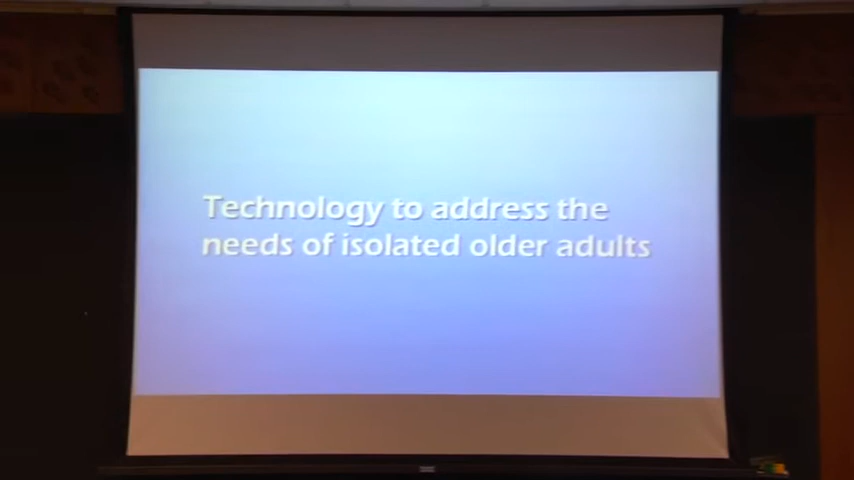 Technology to address the
needs of isolated older adults